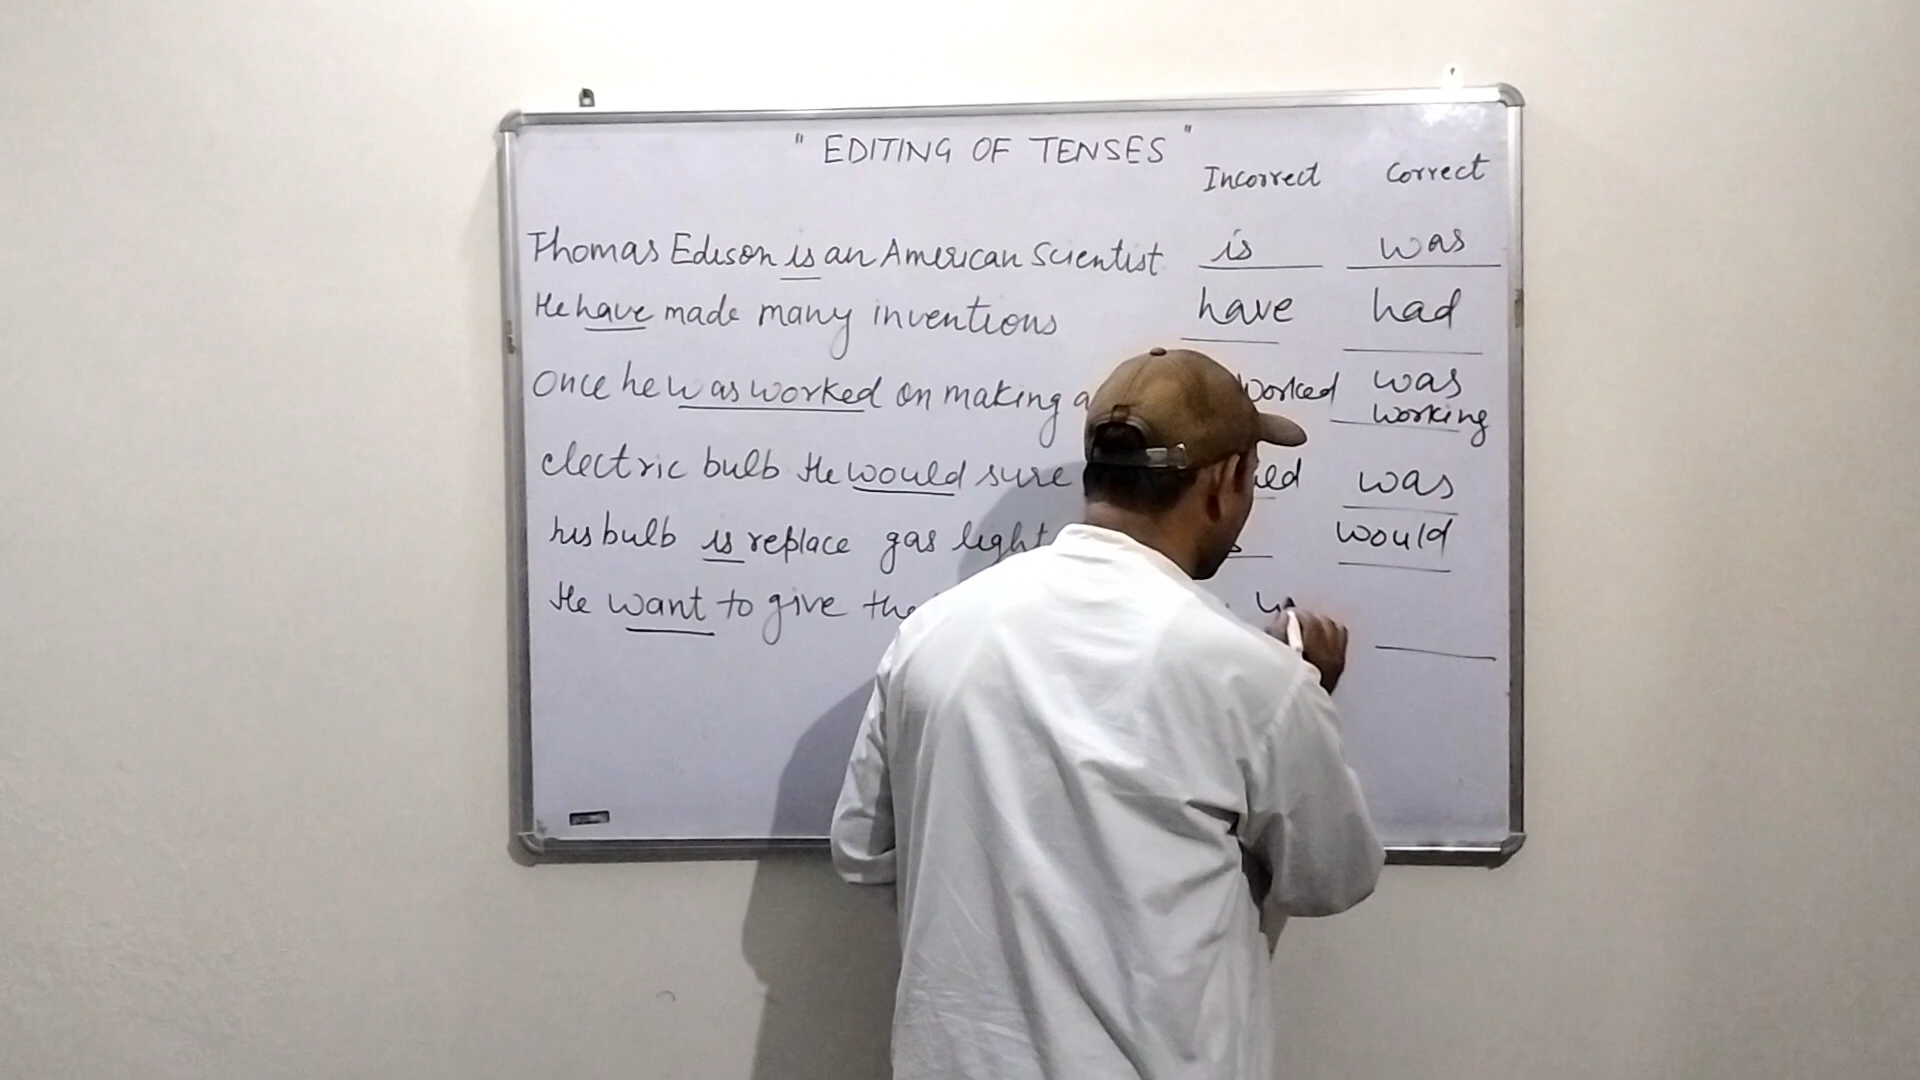 " EDITING OF TENSES "
Incorrect Correct
Thomas Edison is an American Scientist is was
He have made many inventions have had
Once he was worked on making a worked was working
electric bulb He would sure was
his bulb is replace gas light would
He want to give the